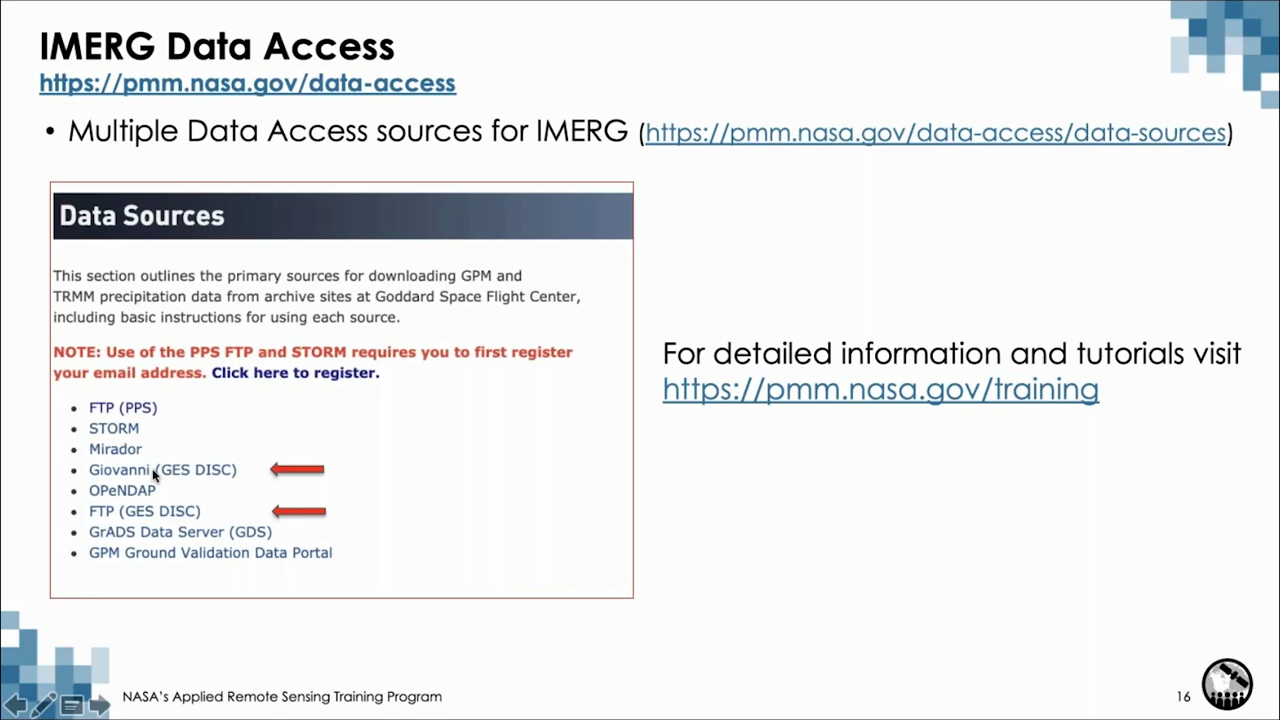 IMERG Data Access
https://pmm.nasa.gov/data-access
• Multiple Data Access sources for IMERG (https://pmm.nasa.gov/data-access/data-sources)
Data Sources
This section outlines the primary sources for downloading GPM and
TRMM precipitation data from archive sites at Goddard Space Flight Center,
including basic instructions for using each source.
NOTE: Use of the PPS FTP and STORM requires you to first register
your email address. Click here to register.
• FTP (PPS)
• STORM
• Mirador
• Giovanni (GES DISC)
• OPeNDAP
• FTP (GES DISC)
• GrADS Data Server (GDS)
• GPM Ground Validation Data Portal
For detailed information and tutorials visit
https://pmm.nasa.gov/training
NASA's Applied Remote Sensing Training Program
16